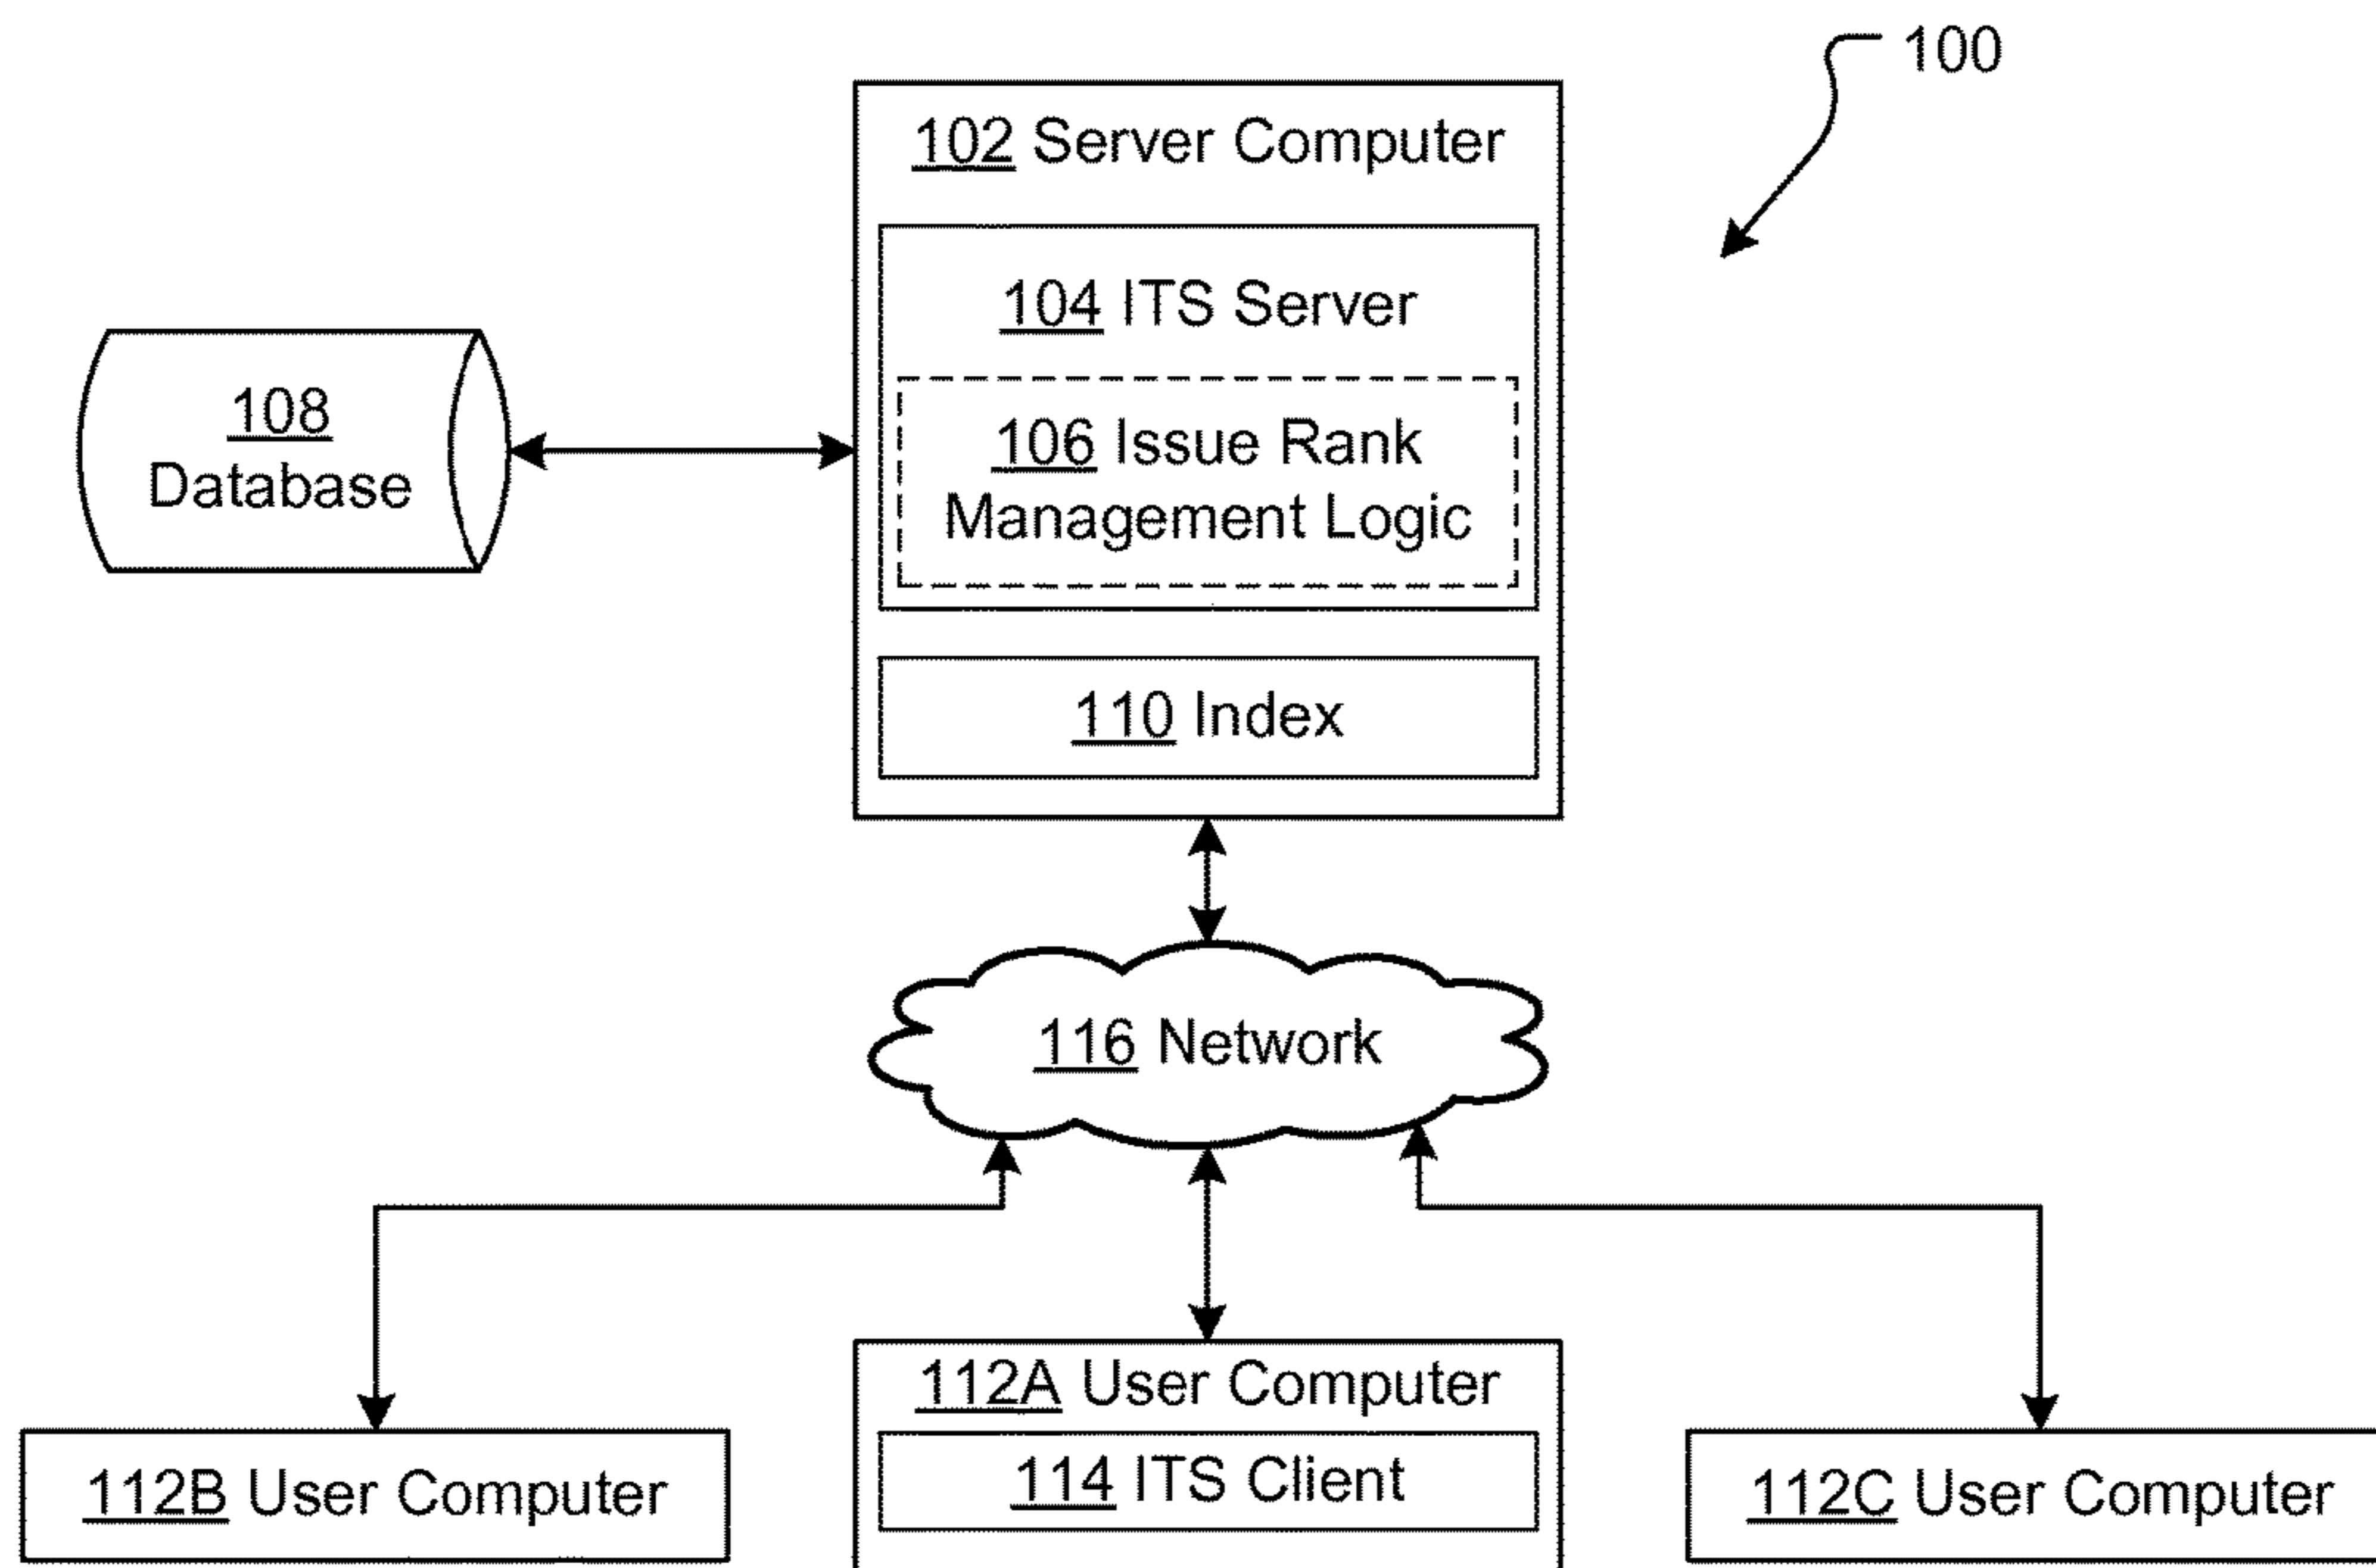 100
102 Server Computer
104 ITS Server
106 Issue Rank
Management Logic
108
Database
110 Index
116 Network
112A User Computer
114 ITS Client
112B User Computer
112C User Computer